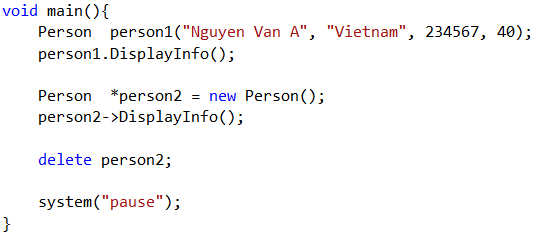 void main(){
    Person  person1("Nguyen Van A", "Vietnam", 234567, 40);
    person1.DisplayInfo();

    Person  *person2 = new Person();
    person2->DisplayInfo();

    delete person2;

    system("pause");
}